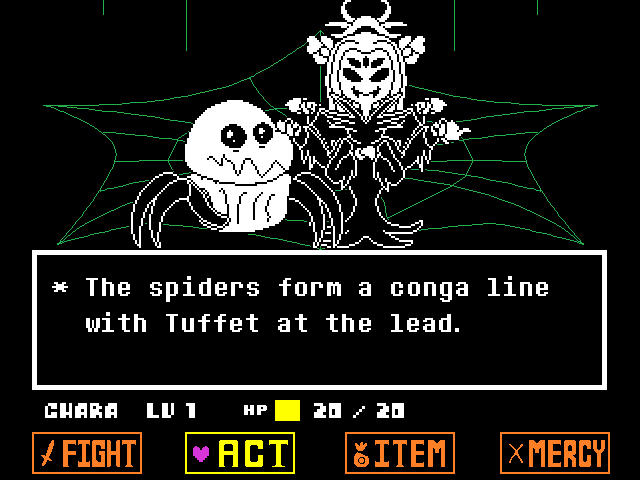 * The spiders form a conga line
with Tuffet at the lead.
CHARA LV 1 HP 20 / 20
FIGHT ACT ITEM MERCY